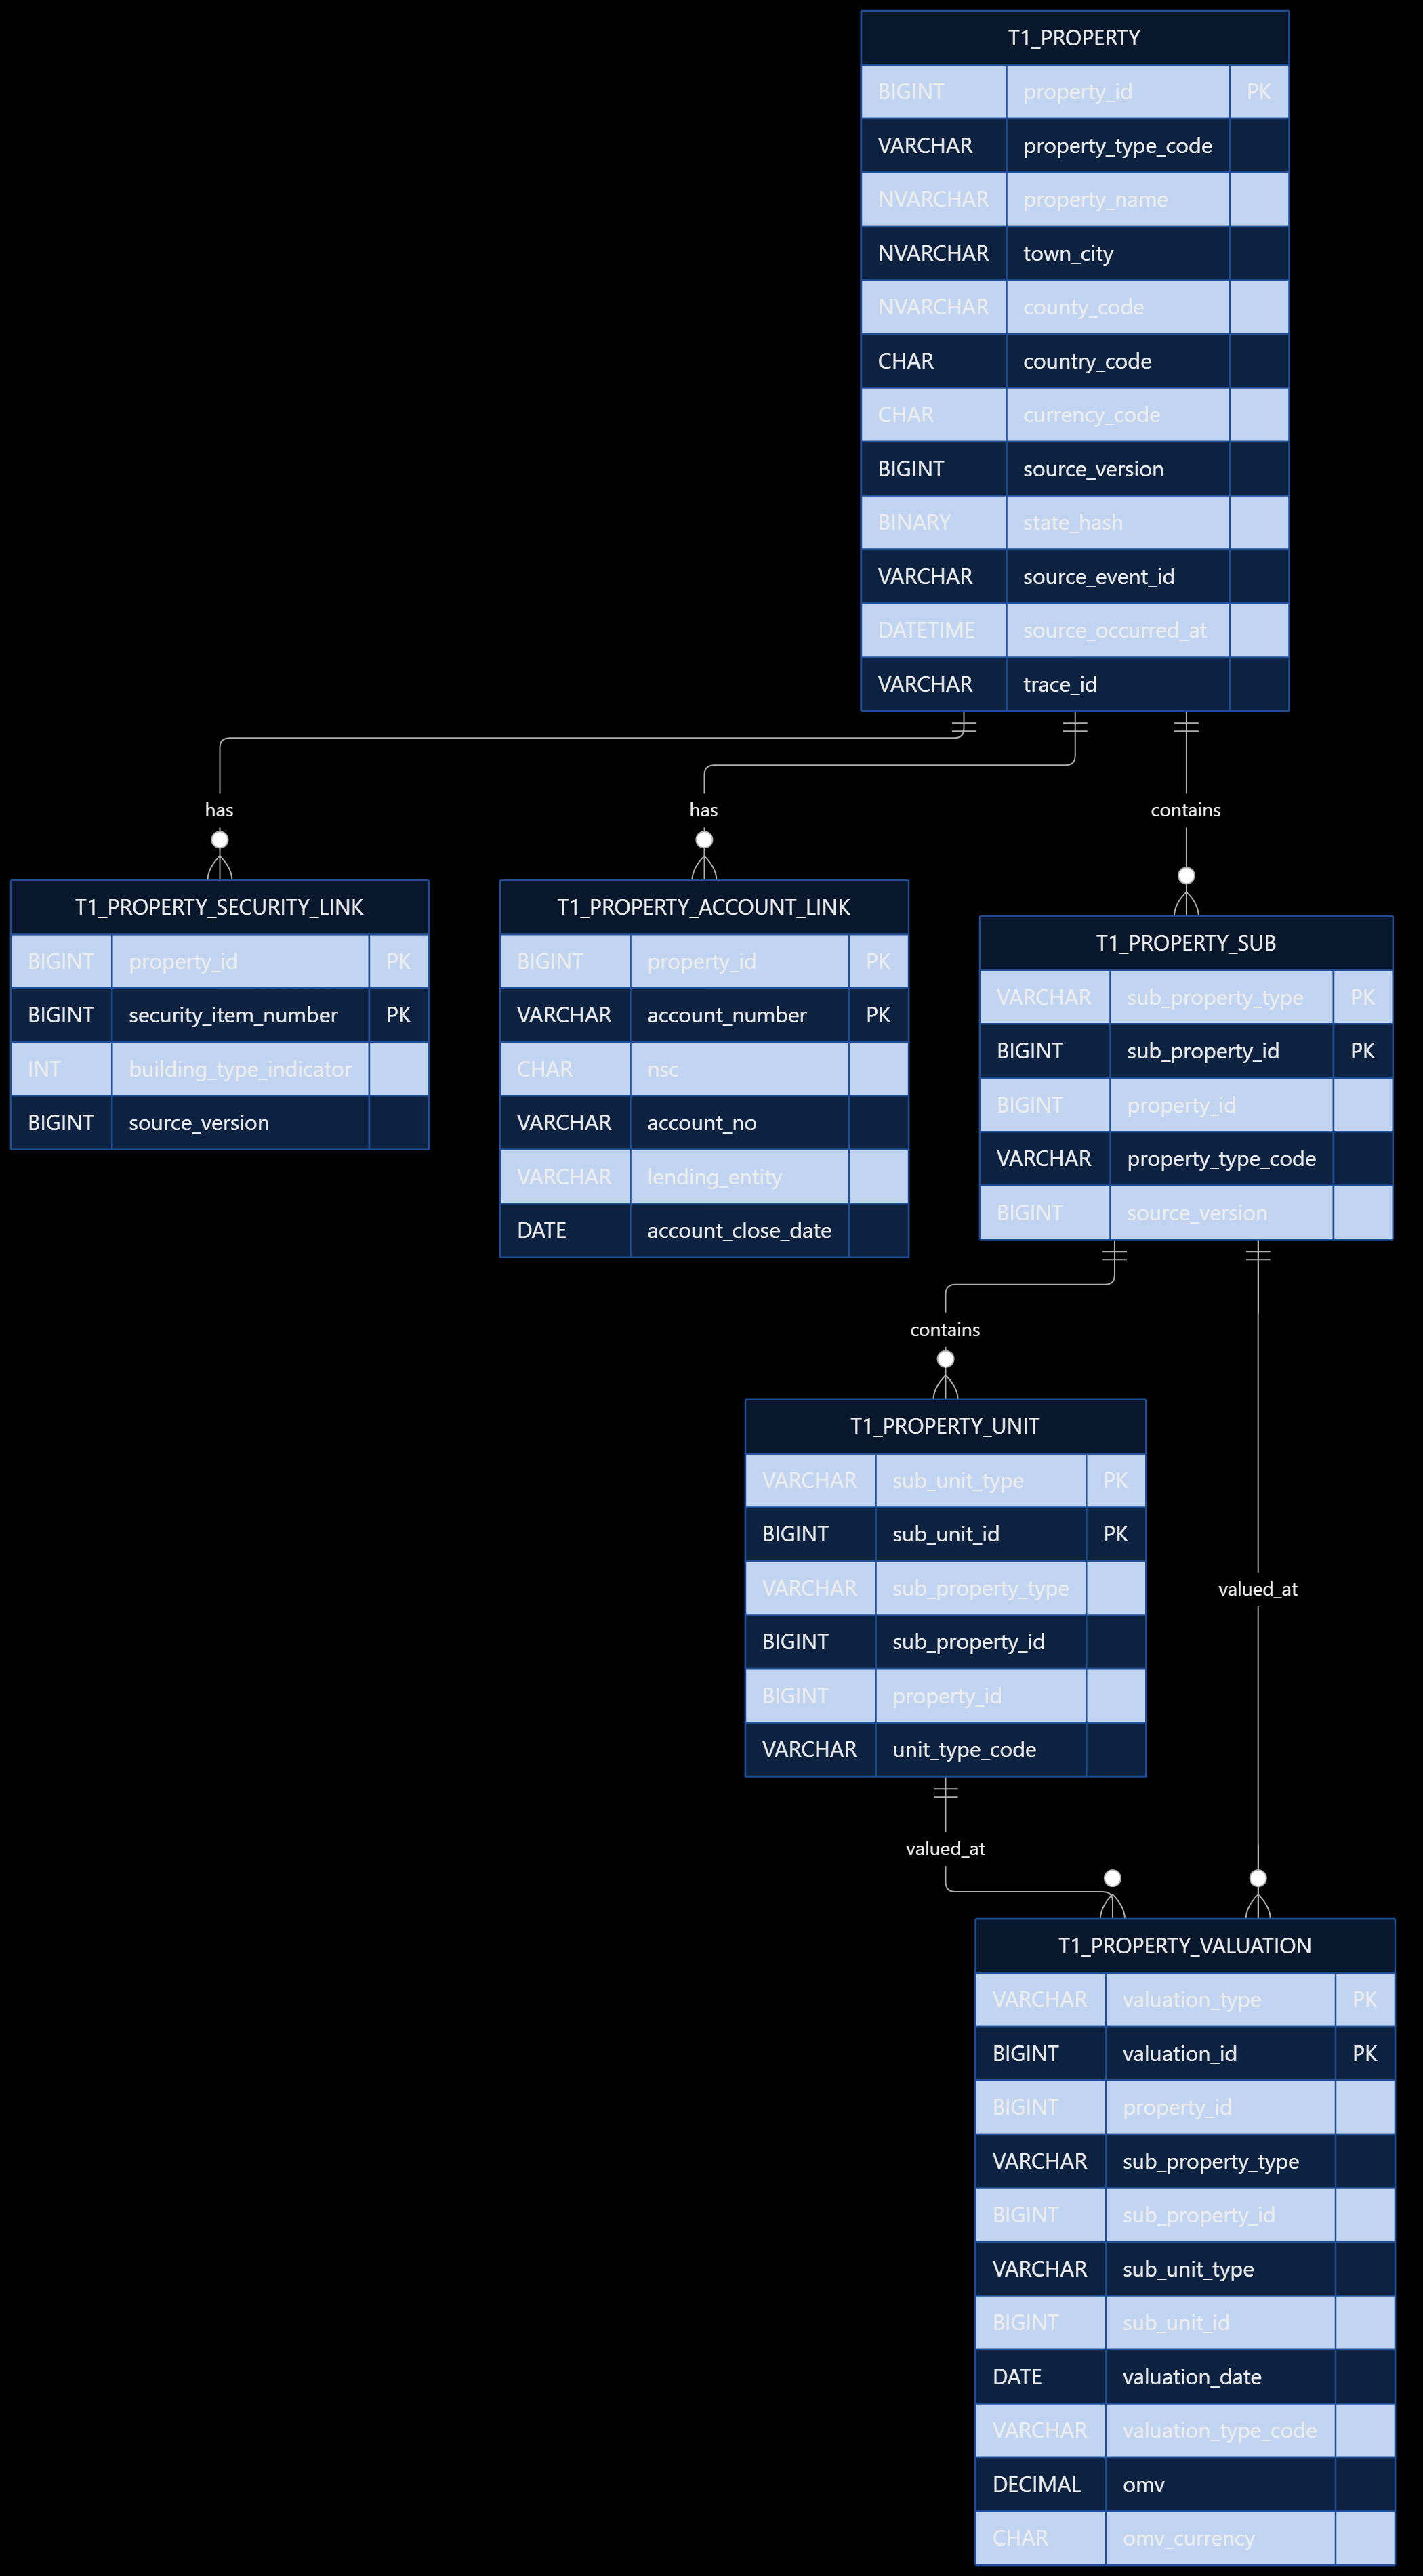 T1_PROPERTY
BIGINT property_id PK
VARCHAR property_type_code
NVARCHAR property_name
NVARCHAR town_city
NVARCHAR county_code
CHAR country_code
CHAR currency_code
BIGINT source_version
BINARY state_hash
VARCHAR source_event_id
DATETIME source_occurred_at
VARCHAR trace_id
has
has
contains
T1_PROPERTY_SECURITY_LINK
BIGINT property_id PK
BIGINT security_item_number PK
INT building_type_indicator
BIGINT source_version
T1_PROPERTY_ACCOUNT_LINK
BIGINT property_id PK
VARCHAR account_number PK
CHAR nsc
VARCHAR account_no
VARCHAR lending_entity
DATE account_close_date
T1_PROPERTY_SUB
VARCHAR sub_property_type PK
BIGINT sub_property_id PK
BIGINT property_id
VARCHAR property_type_code
BIGINT source_version
contains
T1_PROPERTY_UNIT
VARCHAR sub_unit_type PK
BIGINT sub_unit_id PK
VARCHAR sub_property_type
BIGINT sub_property_id
BIGINT property_id
VARCHAR unit_type_code
valued_at
valued_at
T1_PROPERTY_VALUATION
VARCHAR valuation_type PK
BIGINT valuation_id PK
BIGINT property_id
VARCHAR sub_property_type
BIGINT sub_property_id
VARCHAR sub_unit_type
BIGINT sub_unit_id
DATE valuation_date
VARCHAR valuation_type_code
DECIMAL omv
CHAR omv_currency